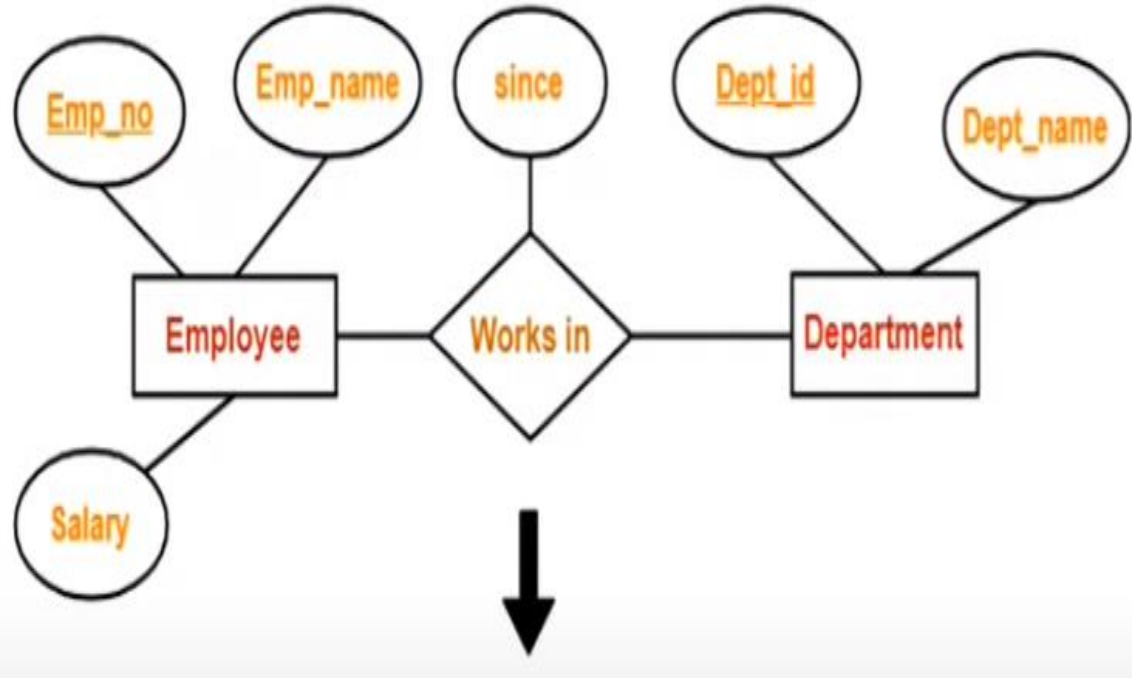 Emp_no
Emp_name
since
Dept_id
Dept_name
Employee
Works in
Department
Salary